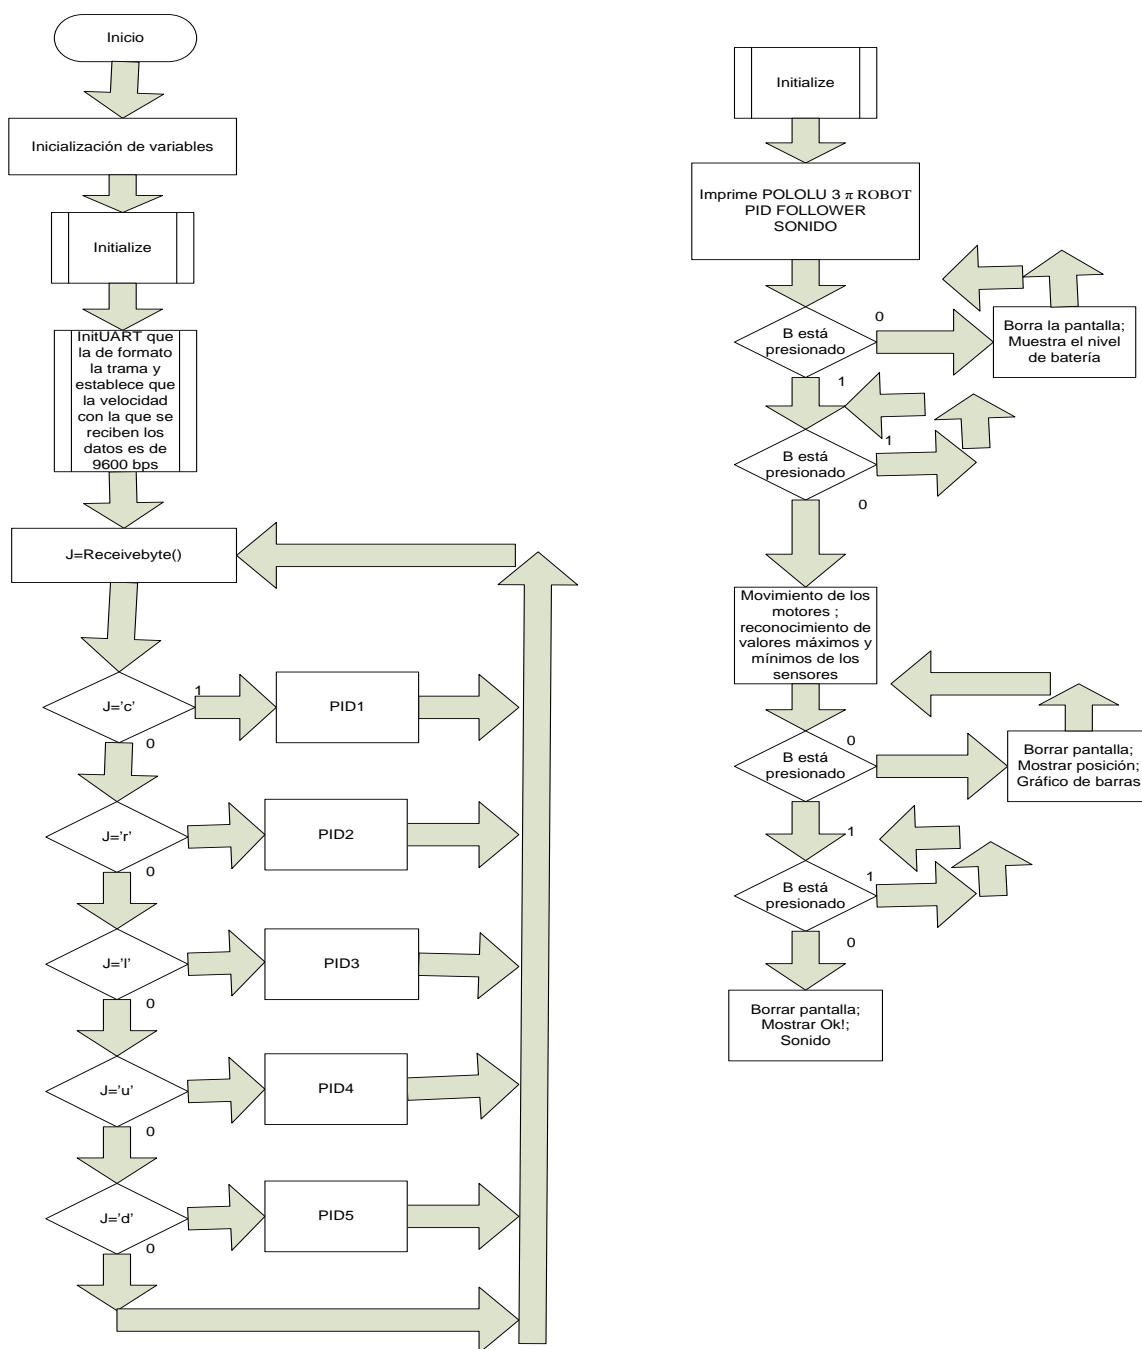 Inicio
Inicialización de variables
Initialize
InitUART que
la de formato
la trama y
establece que
la velocidad
con la que se
reciben los
datos es de
9600 bps
J=Receivebyte()
J='c'
1
PID1
0
J='r'
PID2
0
J='l'
PID3
0
J='u'
PID4
0
J='d'
PID5
0
Initialize
Imprime POLOLU 3 π ROBOT
PID FOLLOWER
SONIDO
B está
presionado
0
Borra la pantalla;
Muestra el nivel
de batería
1
B está
presionado
1
0
Movimiento de los
motores ;
reconocimiento de
valores máximos y
mínimos de los
sensores
B está
presionado
0
Borrar pantalla;
Mostrar posición;
Gráfico de barras
1
B está
presionado
1
0
Borrar pantalla;
Mostrar Ok!;
Sonido